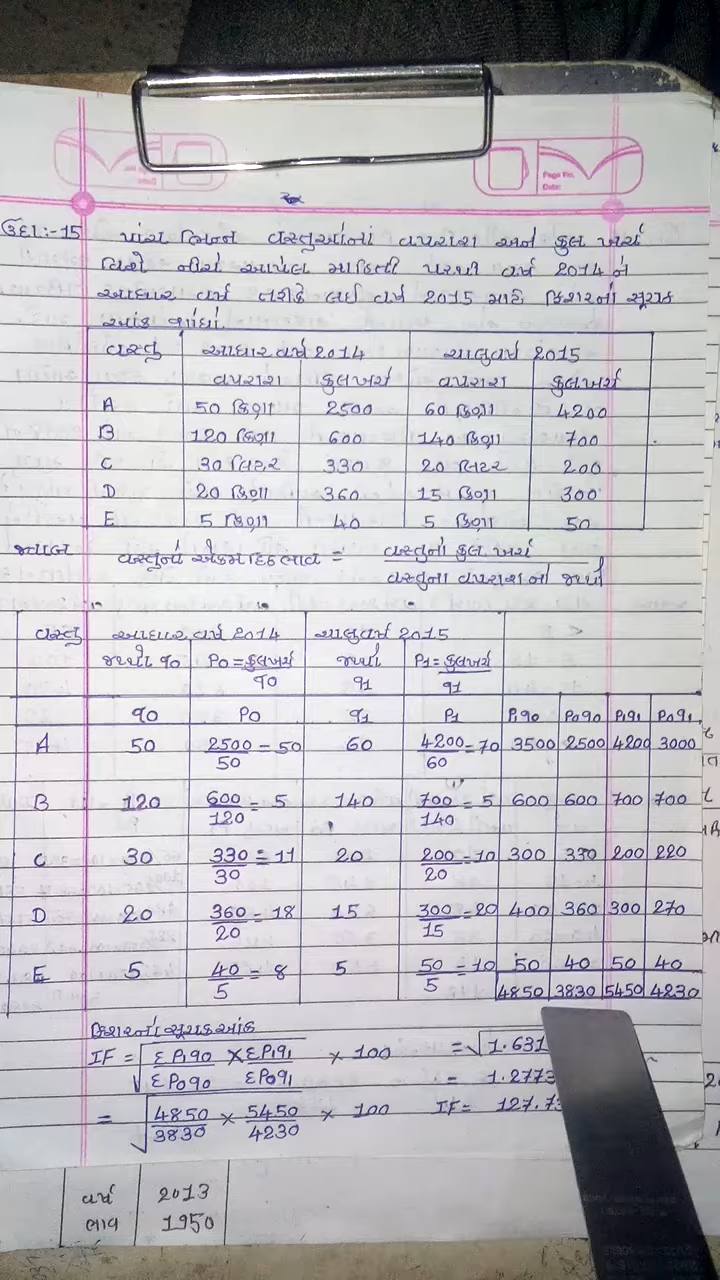 Page No.
Date:
ઉદા:-15 પાંચ ભિન્ન વસ્તુઓનાં વપરાશ અને કુલ ખર્ચ
વિશે નીચે આપેલ માહિતી પરથી વર્ષ 2014 ને
આધાર વર્ષ તરીકે લઈ વર્ષ 2015 માટે ફિશરનો સૂચક
આંક શોધો.
વસ્તુ આધાર વર્ષ 2014 ચાલુવર્ષ 2015
વપરાશ કુલખર્ચ વપરાશ કુલખર્ચ
A 50 કિગ્રા 2500 60 કિગ્રા 4200
B 120 કિગ્રા 600 140 કિગ્રા 700
C 30 લિટર 330 20 લિટર 200
D 20 કિગ્રા 360 15 કિગ્રા 300
E 5 કિગ્રા 40 5 કિગ્રા 50
જવાબ વસ્તુનો એકમદિઠ ભાવ = વસ્તુનો કુલ ખર્ચ / વસ્તુના વપરાશ નો જથ્થો
વસ્તુ આધાર વર્ષ 2014 ચાલુવર્ષ 2015
જથ્થો q0 P0 = કુલખર્ચ / q0 જથ્થો q1 P1 = કુલખર્ચ / q1
q0 P0 q1 P1 P1q0 P0q0 P1q1 P0q1
A 50 2500/50 = 50 60 4200/60 = 70 3500 2500 4200 3000
B 120 600/120 = 5 140 700/140 = 5 600 600 700 700
C 30 330/30 = 11 20 200/20 = 10 300 330 200 220
D 20 360/20 = 18 15 300/15 = 20 400 360 300 270
E 5 40/5 = 8 5 50/5 = 10 50 40 50 40
4850 3830 5450 4230
ફિશરનો સૂચકઆંક
IF = √(ΣP1q0/ΣP0q0 × ΣP1q1/ΣP0q1) × 100
= √(4850/3830 × 5450/4230) × 100
= √1.631
= 1.2773
IF = 127.73
વર્ષ 2013
ભાવ 1950